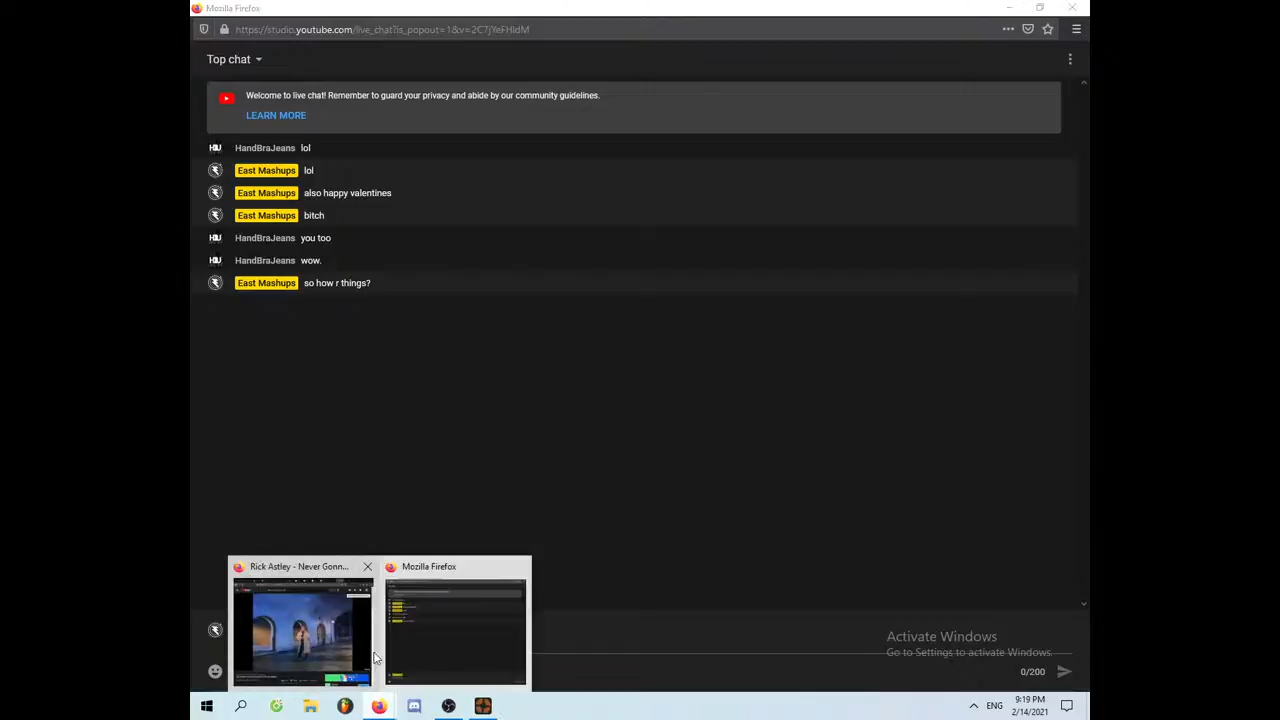 Mozilla Firefox
https://studio.youtube.com/live_chat?is_popout=1&v=2C7jYeFHIdM
Top chat
Welcome to live chat! Remember to guard your privacy and abide by our community guidelines.
LEARN MORE
HandBraJeans lol
East Mashups lol
East Mashups also happy valentines
East Mashups bitch
HandBraJeans you too
HandBraJeans wow.
East Mashups so how r things?
Rick Astley - Never Gonn...
Mozilla Firefox
Activate Windows
Go to Settings to activate Windows.
0/200
ENG
9:19 PM
2/14/2021